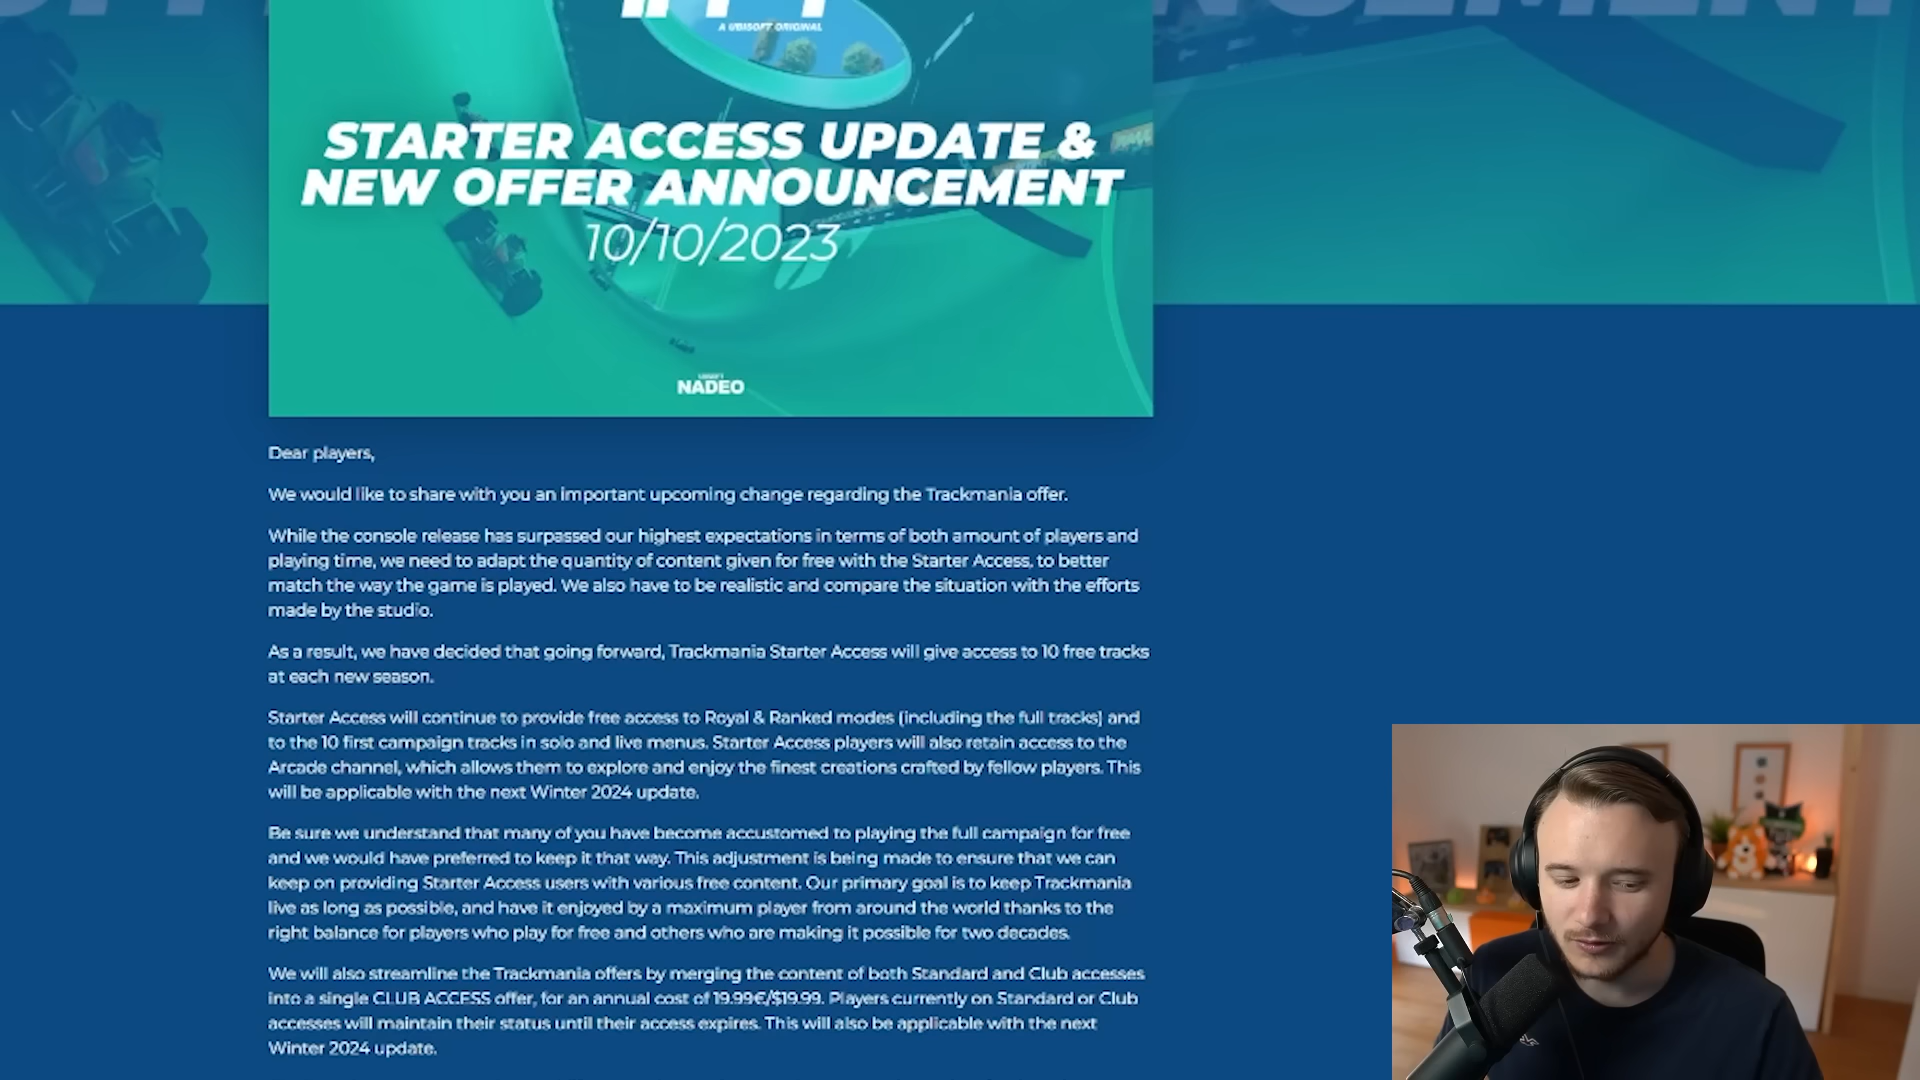 A UBISOFT ORIGINAL
STARTER ACCESS UPDATE &
NEW OFFER ANNOUNCEMENT
10/10/2023
UBISOFT
NADEO
Dear players,
We would like to share with you an important upcoming change regarding the Trackmania offer.
While the console release has surpassed our highest expectations in terms of both amount of players and
playing time, we need to adapt the quantity of content given for free with the Starter Access, to better
match the way the game is played. We also have to be realistic and compare the situation with the efforts
made by the studio.
As a result, we have decided that going forward, Trackmania Starter Access will give access to 10 free tracks
at each new season.
Starter Access will continue to provide free access to Royal & Ranked modes (including the full tracks) and
to the 10 first campaign tracks in solo and live menus. Starter Access players will also retain access to the
Arcade channel, which allows them to explore and enjoy the finest creations crafted by fellow players. This
will be applicable with the next Winter 2024 update.
Be sure we understand that many of you have become accustomed to playing the full campaign for free
and we would have preferred to keep it that way. This adjustment is being made to ensure that we can
keep on providing Starter Access users with various free content. Our primary goal is to keep Trackmania
live as long as possible, and have it enjoyed by a maximum player from around the world thanks to the
right balance for players who play for free and others who are making it possible for two decades.
We will also streamline the Trackmania offers by merging the content of both Standard and Club accesses
into a single CLUB ACCESS offer, for an annual cost of 19.99€/$19.99. Players currently on Standard or Club
accesses will maintain their status until their access expires. This will also be applicable with the next
Winter 2024 update.